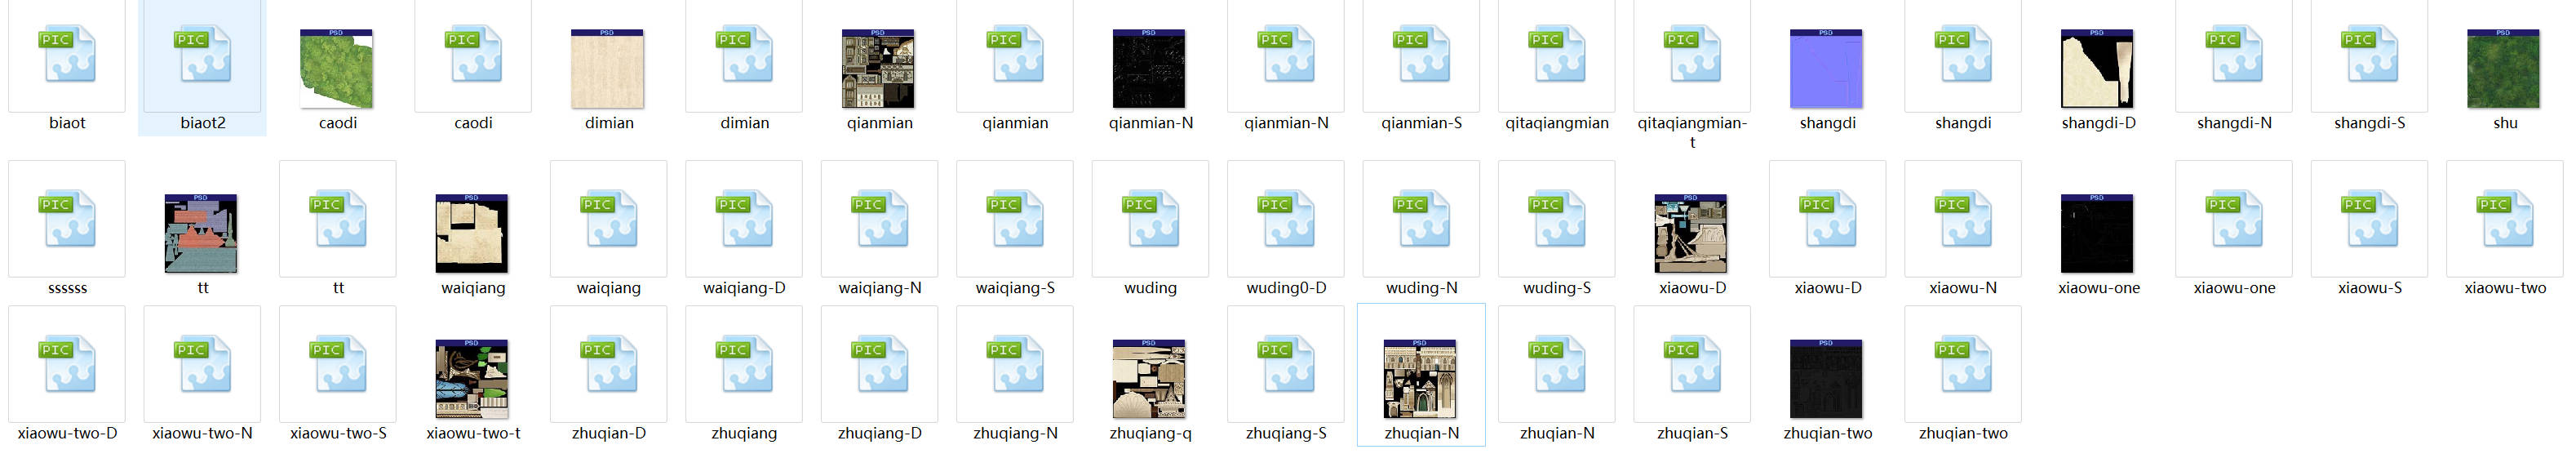 PIC PIC PSD PIC PSD PIC PSD PIC PSD PIC PIC PIC PIC PSD PIC PSD PIC PIC PSD
biaot biaot2 caodi caodi dimian dimian qianmian qianmian qianmian-N qianmian-N qianmian-S qitaqiangmian qitaqiangmian- shangdi shangdi shangdi-D shangdi-N shangdi-S shu
t
PIC PSD PIC PSD PIC PIC PIC PIC PIC PIC PIC PIC PSD PIC PIC PSD PIC PIC PIC
ssssss tt tt waiqiang waiqiang waiqiang-D waiqiang-N waiqiang-S wuding wuding0-D wuding-N wuding-S xiaowu-D xiaowu-D xiaowu-N xiaowu-one xiaowu-one xiaowu-S xiaowu-two
PIC PIC PIC PSD PIC PIC PIC PIC PSD PIC PSD PIC PIC PSD PIC
xiaowu-two-D xiaowu-two-N xiaowu-two-S xiaowu-two-t zhuqian-D zhuqiang zhuqiang-D zhuqiang-N zhuqiang-q zhuqiang-S zhuqian-N zhuqian-N zhuqian-S zhuqian-two zhuqian-two